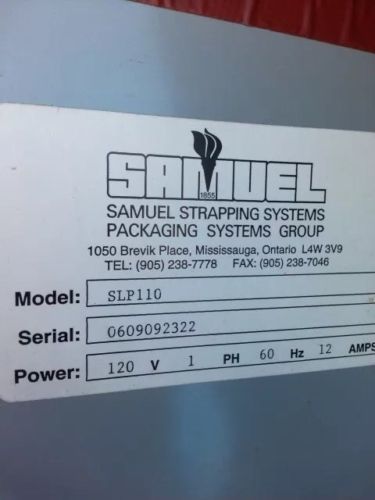 SAMUEL
1855
SAMUEL STRAPPING SYSTEMS
PACKAGING SYSTEMS GROUP
1050 Brevik Place, Mississauga, Ontario L4W 3V9
TEL: (905) 238-7778 FAX: (905) 238-7046
Model: SLP110
Serial: 0609092322
Power: 120 V 1 PH 60 Hz 12 AMPS